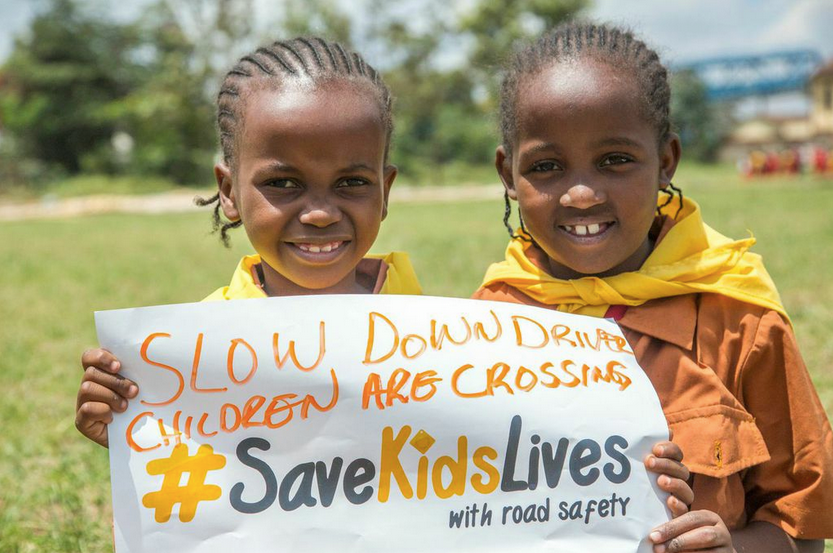 SLOW DOWN DRIVER
CHILDREN ARE CROSSING
#SaveKidsLives
with road safety